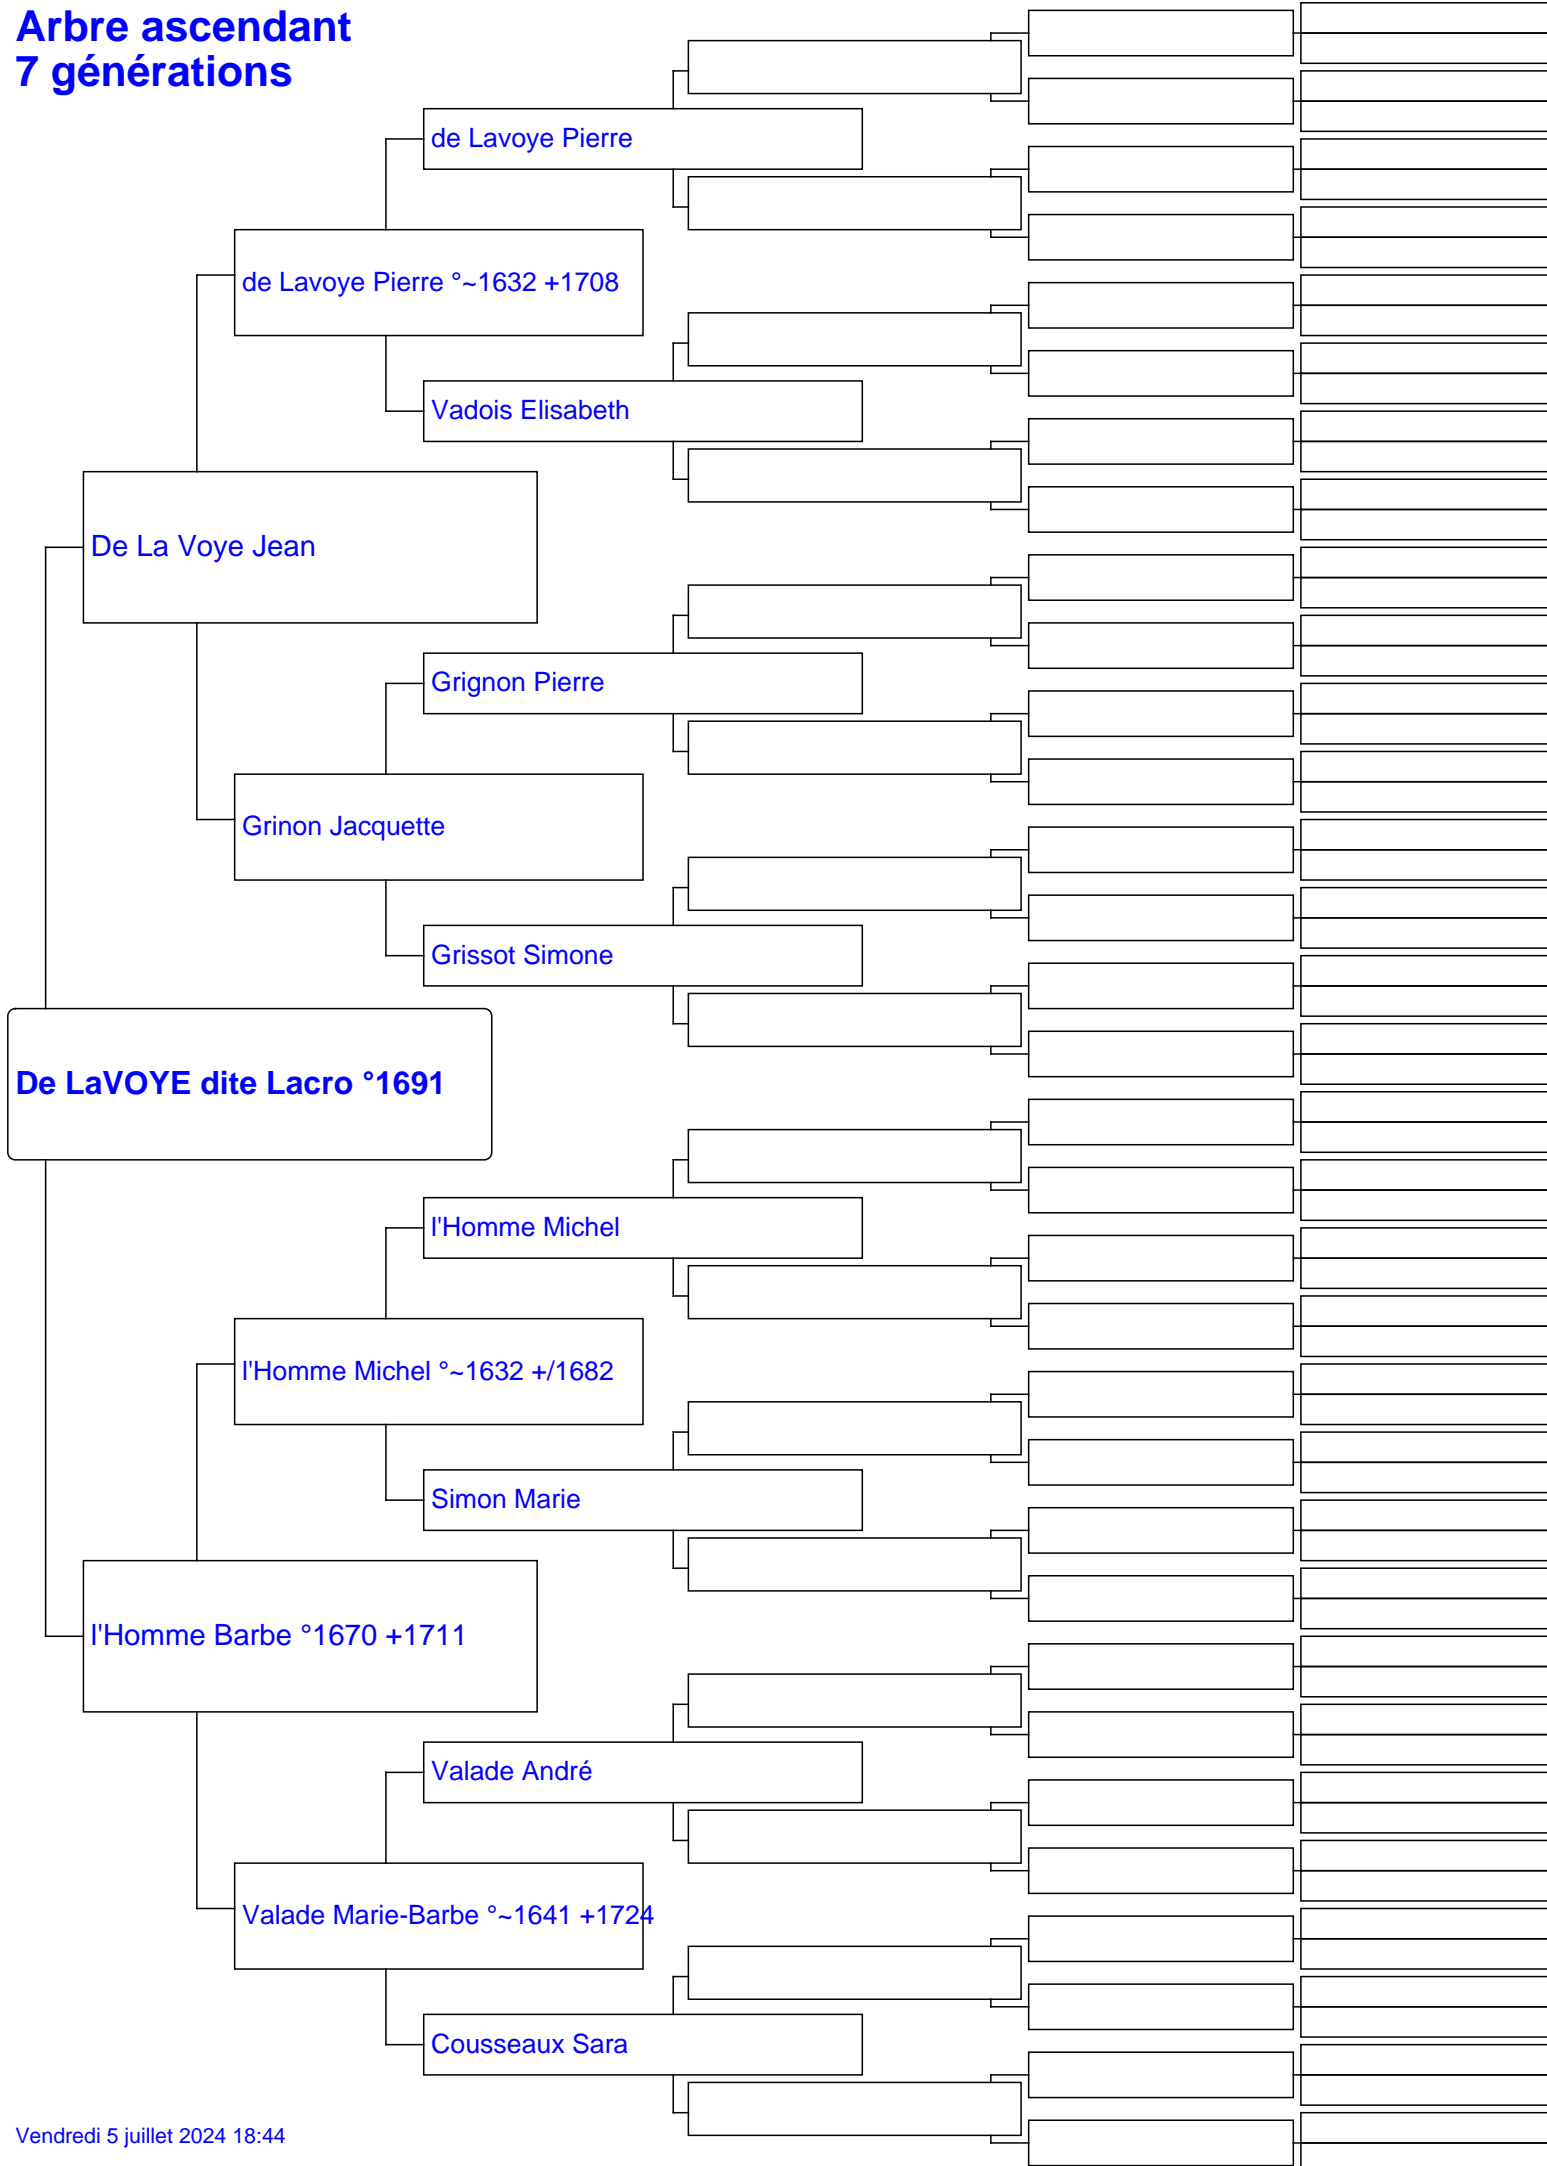 Arbre ascendant
7 générations
de Lavoye Pierre
de Lavoye Pierre °~1632 +1708
Vadois Elisabeth
De La Voye Jean
Grignon Pierre
Grinon Jacquette
Grissot Simone
De LaVOYE dite Lacro °1691
l'Homme Michel
l'Homme Michel °~1632 +/1682
Simon Marie
l'Homme Barbe °1670 +1711
Valade André
Valade Marie-Barbe °~1641 +1724
Cousseaux Sara
Vendredi 5 juillet 2024 18:44